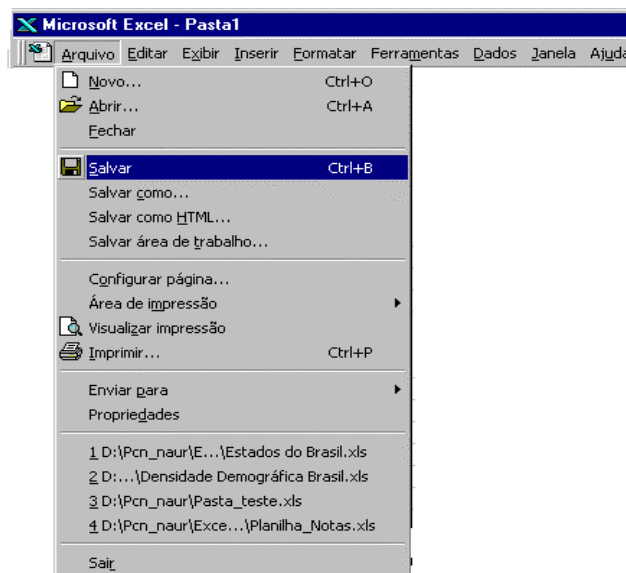 Microsoft Excel - Pasta1
Arquivo Editar Exibir Inserir Formatar Ferramentas Dados Janela Ajuda
Novo... Ctrl+O
Abrir... Ctrl+A
Fechar
Salvar Ctrl+B
Salvar como...
Salvar como HTML...
Salvar área de trabalho...
Configurar página...
Área de impressão
Visualizar impressão
Imprimir... Ctrl+P
Enviar para
Propriedades
1 D:\Pcn_naur\E...\Estados do Brasil.xls
2 D:...\Densidade Demográfica Brasil.xls
3 D:\Pcn_naur\Pasta_teste.xls
4 D:\Pcn_naur\Exce...\Planilha_Notas.xls
Sair